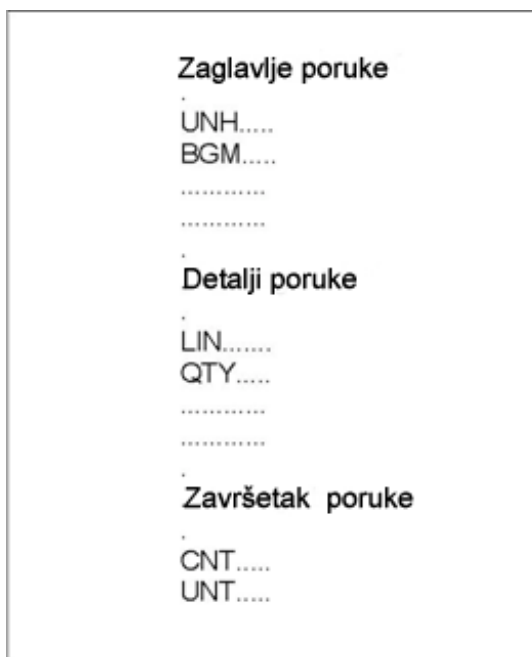 Zaglavlje poruke
.
UNH.....
BGM.....
............
............
.
Detalji poruke
.
LIN.......
QTY.....
............
............
.
Završetak poruke
.
CNT.....
UNT.....